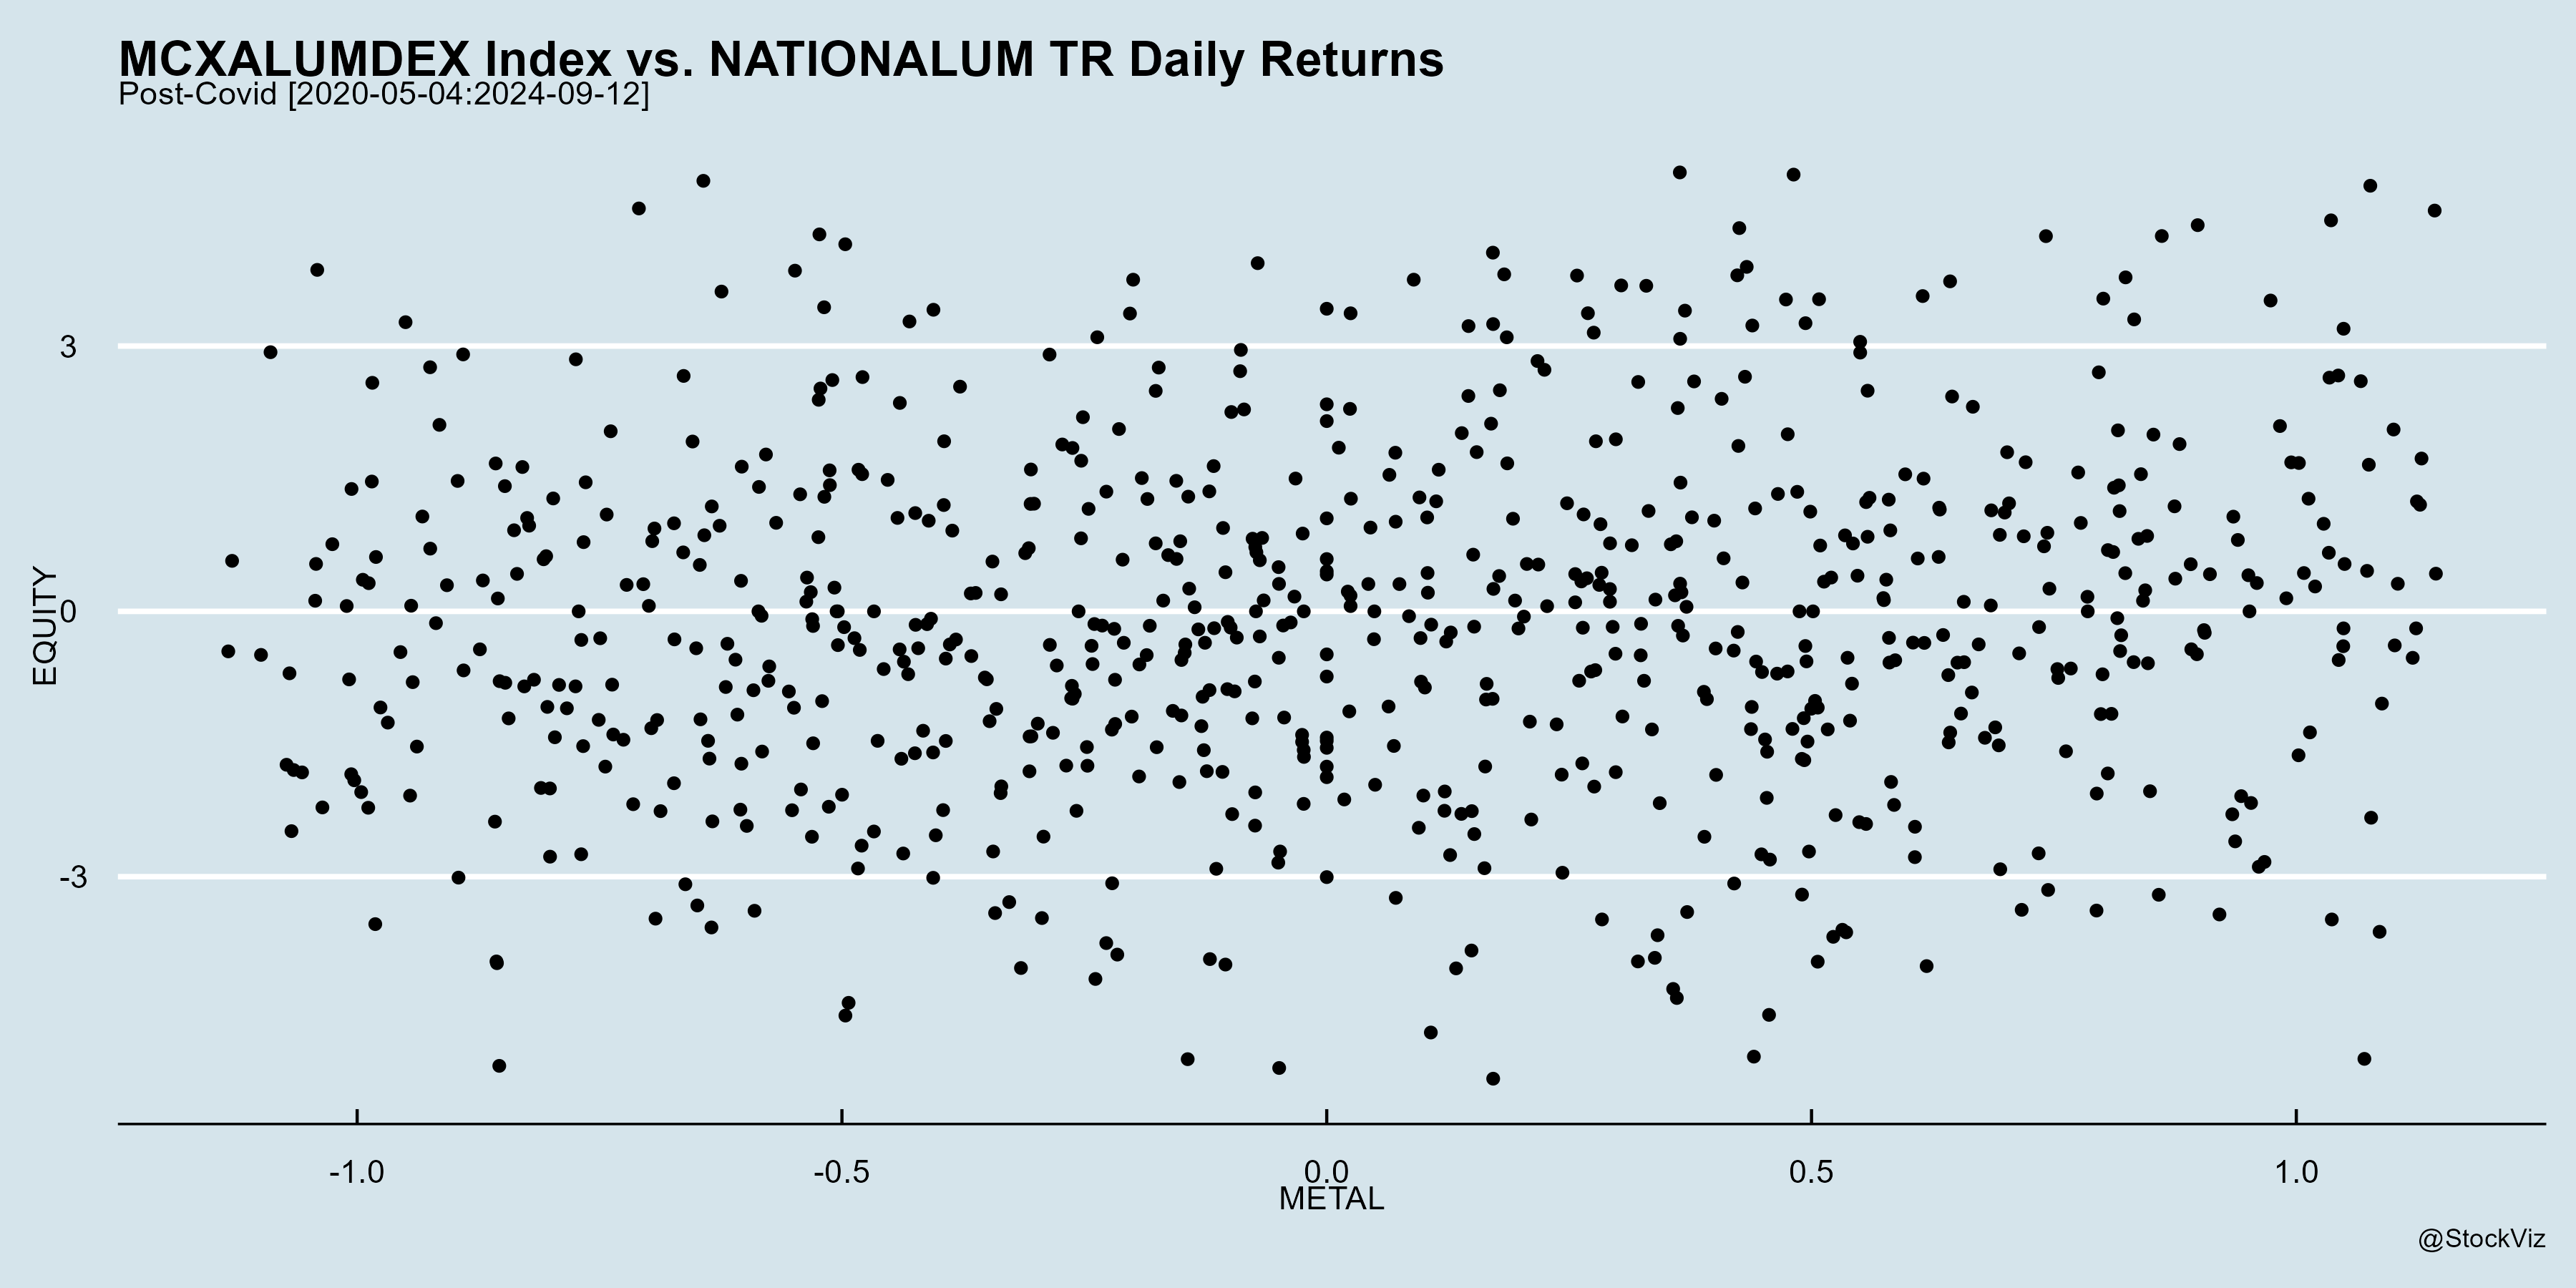 MCXALUMDEX Index vs. NATIONALUM TR Daily Returns
Post-Covid [2020-05-04:2024-09-12]
EQUITY
3
0
-3
-1.0 -0.5 0.0 0.5 1.0
METAL
@StockViz